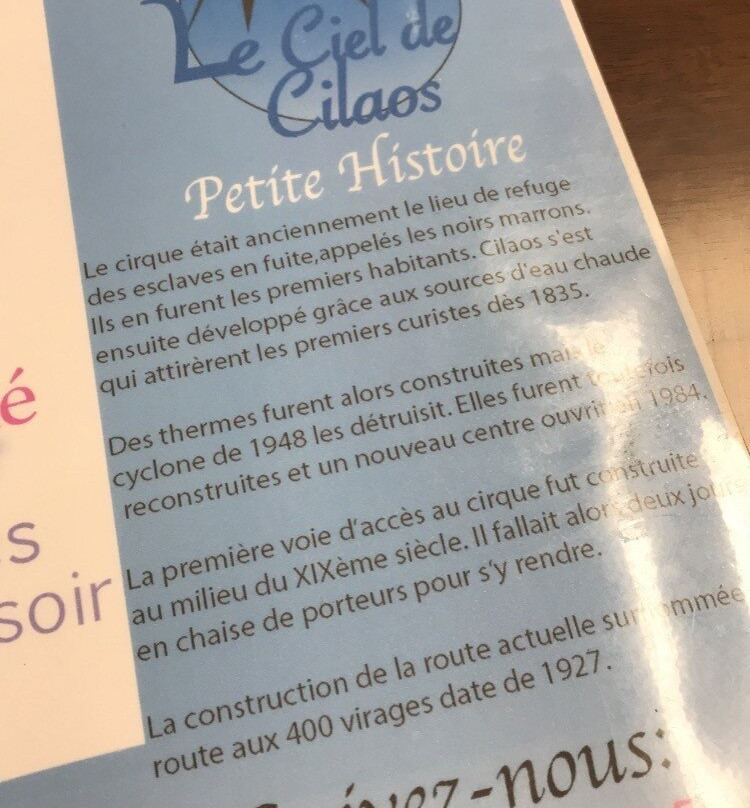 Le Ciel de
Cilaos
Petite Histoire
Le cirque était anciennement le lieu de refuge
des esclaves en fuite,appelés les noirs marrons.
Ils en furent les premiers habitants. Cilaos s'est
ensuite développé grâce aux sources d'eau chaude
qui attirèrent les premiers curistes dès 1835.
Des thermes furent alors construites mais le
cyclone de 1948 les détruisit. Elles furent toutefois
reconstruites et un nouveau centre ouvrit en 1984.
La première voie d'accès au cirque fut construite
au milieu du XIXème siècle. Il fallait alors deux jours
en chaise de porteurs pour s'y rendre.
La construction de la route actuelle surnommée
route aux 400 virages date de 1927.
é
s
soir